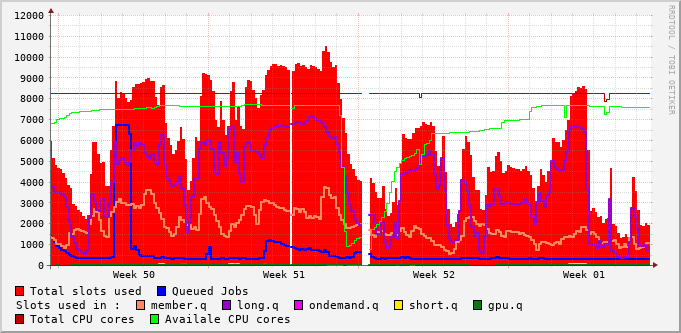 RRDTOOL / TOBI OETIKER
12000
11000
10000
9000
8000
7000
6000
5000
4000
3000
2000
1000
0
Week 50 Week 51 Week 52 Week 01
Total slots used Queued Jobs
Slots used in : member.q long.q ondemand.q short.q gpu.q
Total CPU cores Availale CPU cores